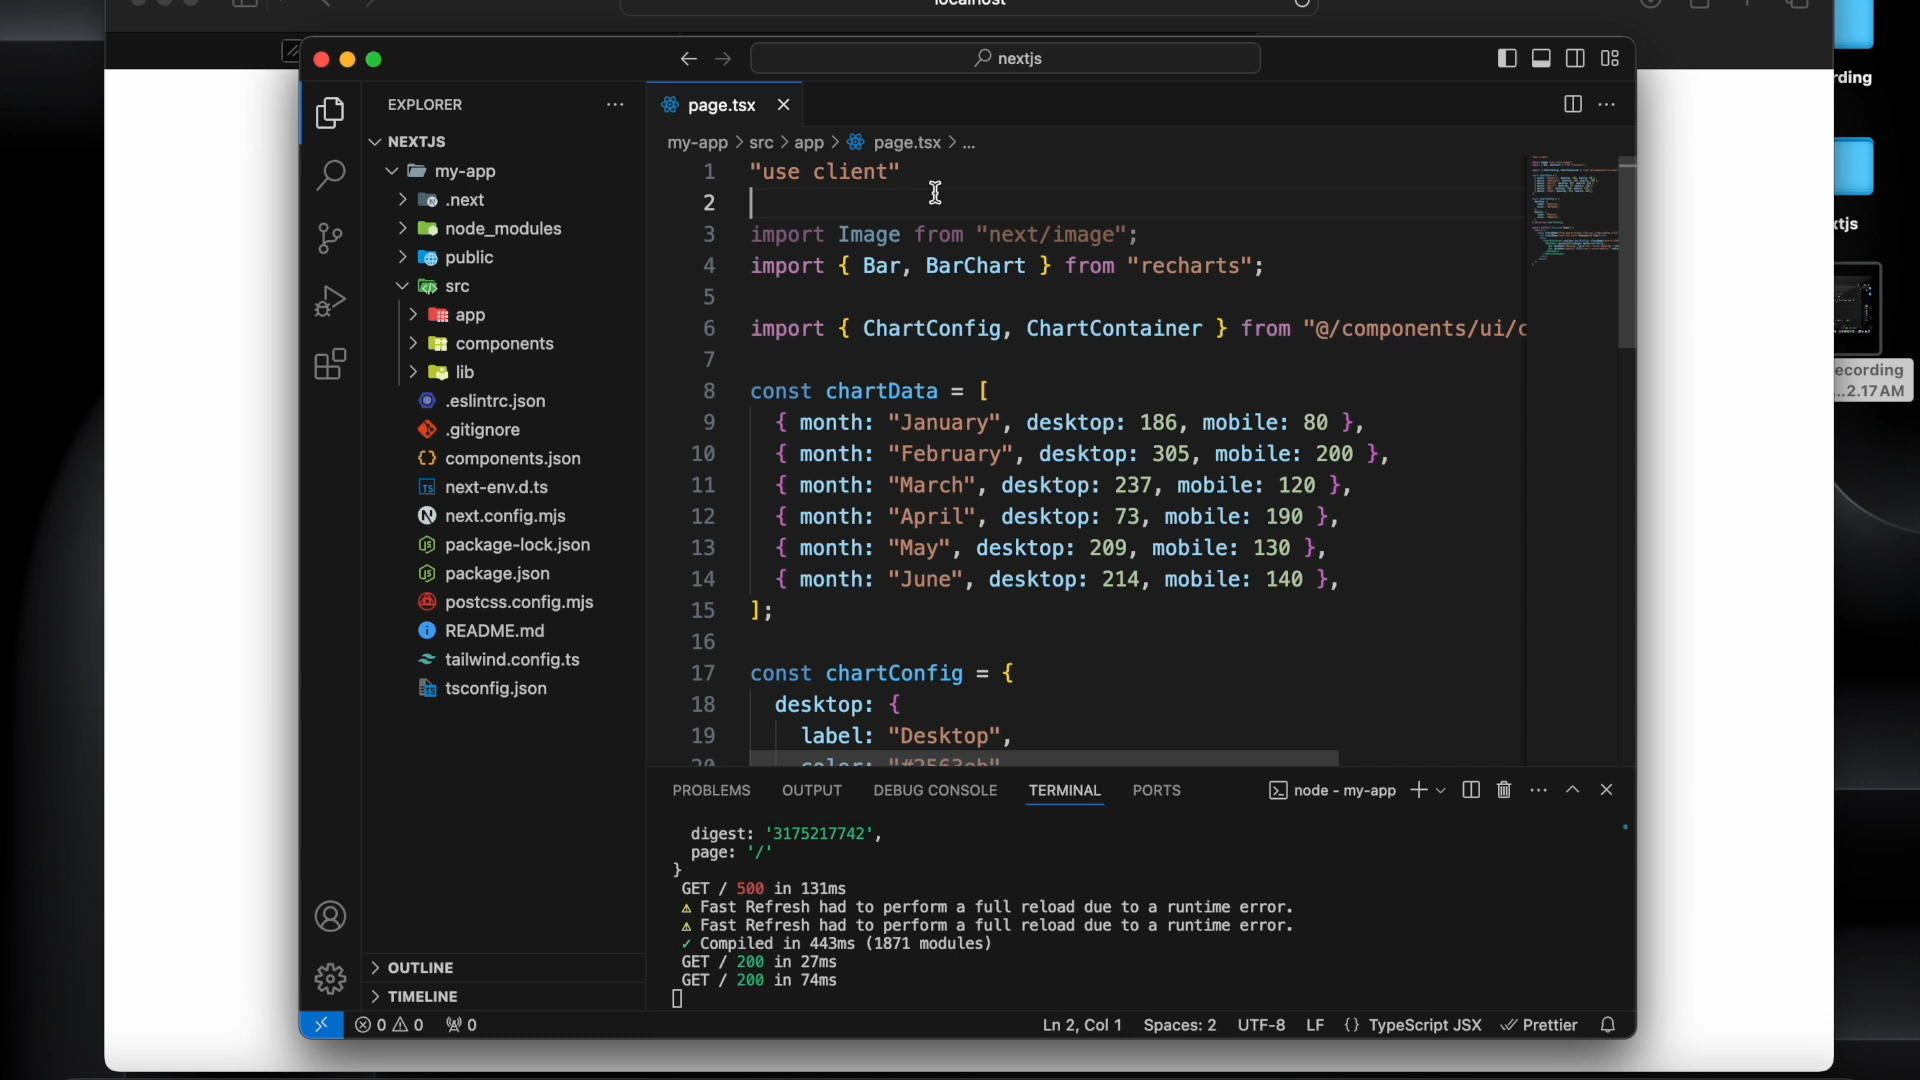 localhost
nextjs
EXPLORER
page.tsx
NEXTJS
my-app > src > app > page.tsx > ...
my-app
.next
node_modules
public
src
app
components
lib
.eslintrc.json
.gitignore
components.json
next-env.d.ts
next.config.mjs
package-lock.json
package.json
postcss.config.mjs
README.md
tailwind.config.ts
tsconfig.json
OUTLINE
TIMELINE
1 "use client"
2
3 import Image from "next/image";
4 import { Bar, BarChart } from "recharts";
5
6 import { ChartConfig, ChartContainer } from "@/components/ui/c
7
8 const chartData = [
9 { month: "January", desktop: 186, mobile: 80 },
10 { month: "February", desktop: 305, mobile: 200 },
11 { month: "March", desktop: 237, mobile: 120 },
12 { month: "April", desktop: 73, mobile: 190 },
13 { month: "May", desktop: 209, mobile: 130 },
14 { month: "June", desktop: 214, mobile: 140 },
15 ];
16
17 const chartConfig = {
18 desktop: {
19 label: "Desktop",
20 color: "#2563eb",
PROBLEMS OUTPUT DEBUG CONSOLE TERMINAL PORTS node - my-app
digest: '3175217742',
page: '/'
}
GET / 500 in 131ms
⚠ Fast Refresh had to perform a full reload due to a runtime error.
⚠ Fast Refresh had to perform a full reload due to a runtime error.
✓ Compiled in 443ms (1871 modules)
GET / 200 in 27ms
GET / 200 in 74ms
0 0 0 Ln 2, Col 1 Spaces: 2 UTF-8 LF {} TypeScript JSX Prettier
rding
xtjs
ecording
...2.17 AM